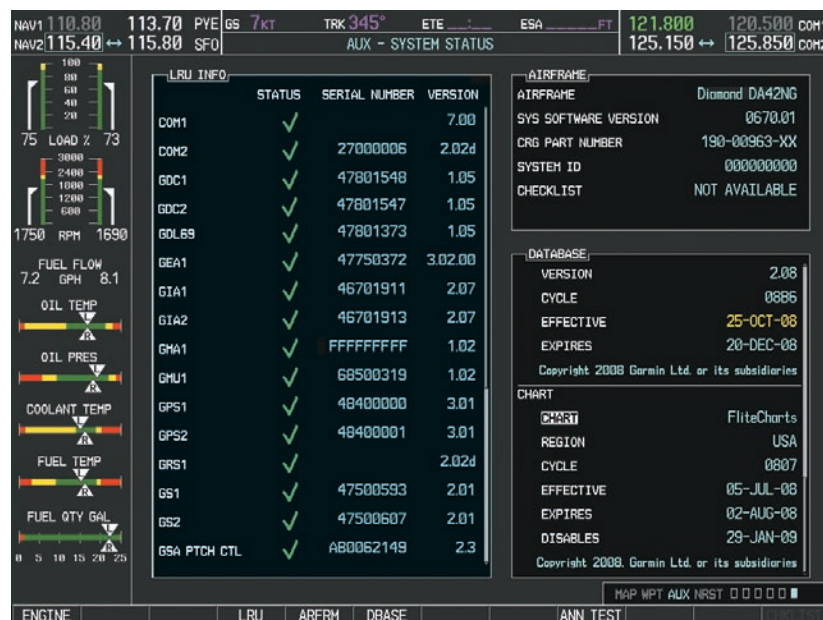 NAV1 110.80 113.70 PYE GS 7KT TRK 345° ETE __:__ ESA ____FT 121.800 120.500 COM1
NAV2 115.40 ↔ 115.80 SFO AUX - SYSTEM STATUS 125.150 ↔ 125.850 COM2
100
80
60
40
20
75 LOAD % 73
3000
2400
1800
1200
600
1750 RPM 1690
FUEL FLOW
7.2 GPH 8.1
OIL TEMP
L
R
OIL PRES
L
R
COOLANT TEMP
L
R
FUEL TEMP
L
R
FUEL QTY GAL
L
R
0 5 10 15 20 25
LRU INFO
STATUS SERIAL NUMBER VERSION
COM1 ✓ 7.00
COM2 ✓ 27000006 2.02d
GDC1 ✓ 47801548 1.05
GDC2 ✓ 47801547 1.05
GDL69 ✓ 47801373 1.05
GEA1 ✓ 47750372 3.02.00
GIA1 ✓ 46701911 2.07
GIA2 ✓ 46701913 2.07
GMA1 ✓ FFFFFFFFF 1.02
GMU1 ✓ 68500319 1.02
GPS1 ✓ 48400000 3.01
GPS2 ✓ 48400001 3.01
GRS1 ✓ 2.02d
GS1 ✓ 47500593 2.01
GS2 ✓ 47500607 2.01
GSA PTCH CTL ✓ AB0062149 2.3
AIRFRAME
AIRFRAME Diamond DA42NG
SYS SOFTWARE VERSION 0670.01
CRG PART NUMBER 190-00963-XX
SYSTEM ID 000000000
CHECKLIST NOT AVAILABLE
DATABASE
VERSION 2.08
CYCLE 08B6
EFFECTIVE 25-OCT-08
EXPIRES 20-DEC-08
Copyright 2008 Garmin Ltd. or its subsidiaries
CHART
CHART FliteCharts
REGION USA
CYCLE 0807
EFFECTIVE 05-JUL-08
EXPIRES 02-AUG-08
DISABLES 29-JAN-09
Copyright 2008. Garmin Ltd. or its subsidiaries
MAP WPT AUX NRST
ENGINE LRU ARFRM DBASE ANN TEST